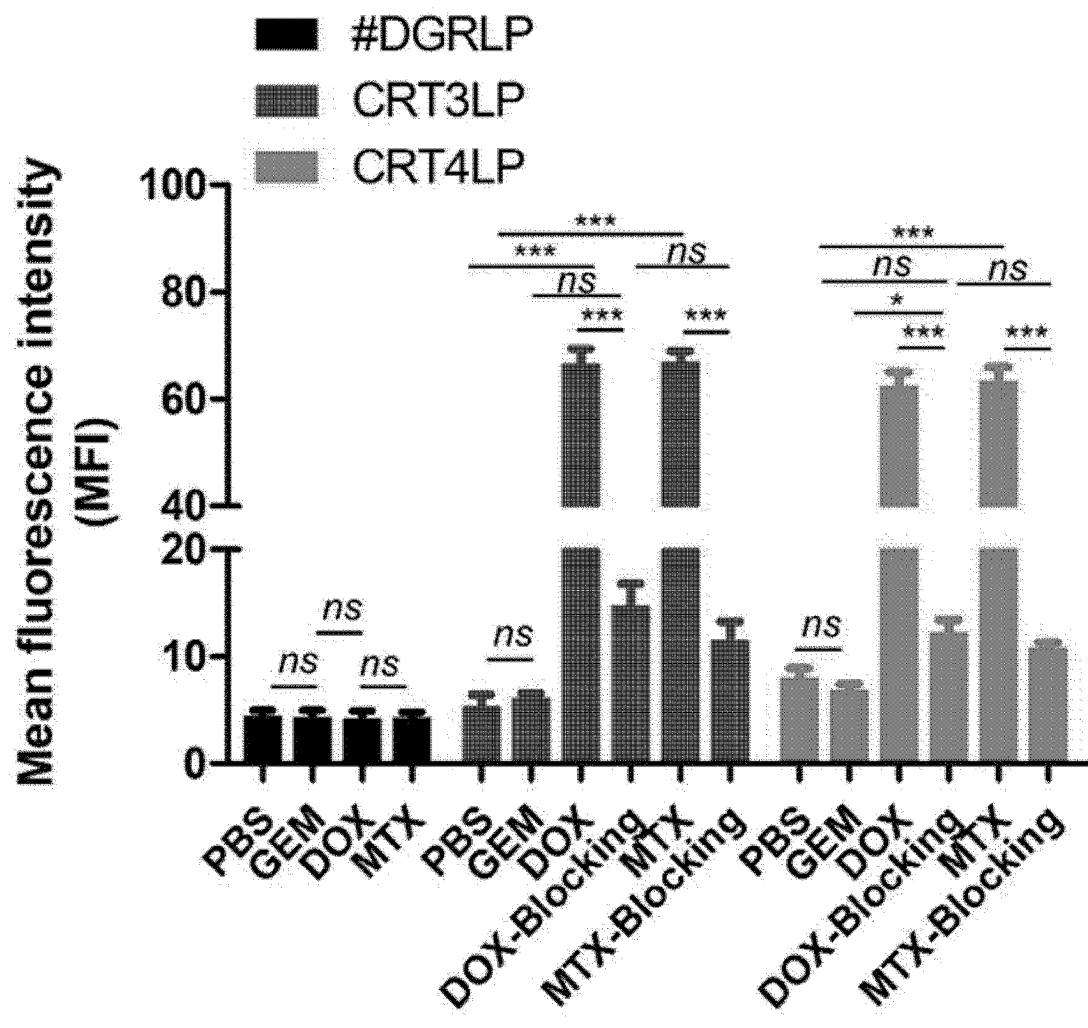 #DGRLP
CRT3LP
CRT4LP
Mean fluorescence intensity
(MFI)
100
80
60
40
20
10
0
ns
ns
ns
ns
***
***
ns
ns
***
***
ns
***
ns
ns
*
***
***
PBS
GEM
DOX
MTX
PBS
GEM
DOX
DOX-Blocking
MTX
MTX-Blocking
PBS
GEM
DOX
DOX-Blocking
MTX
MTX-Blocking